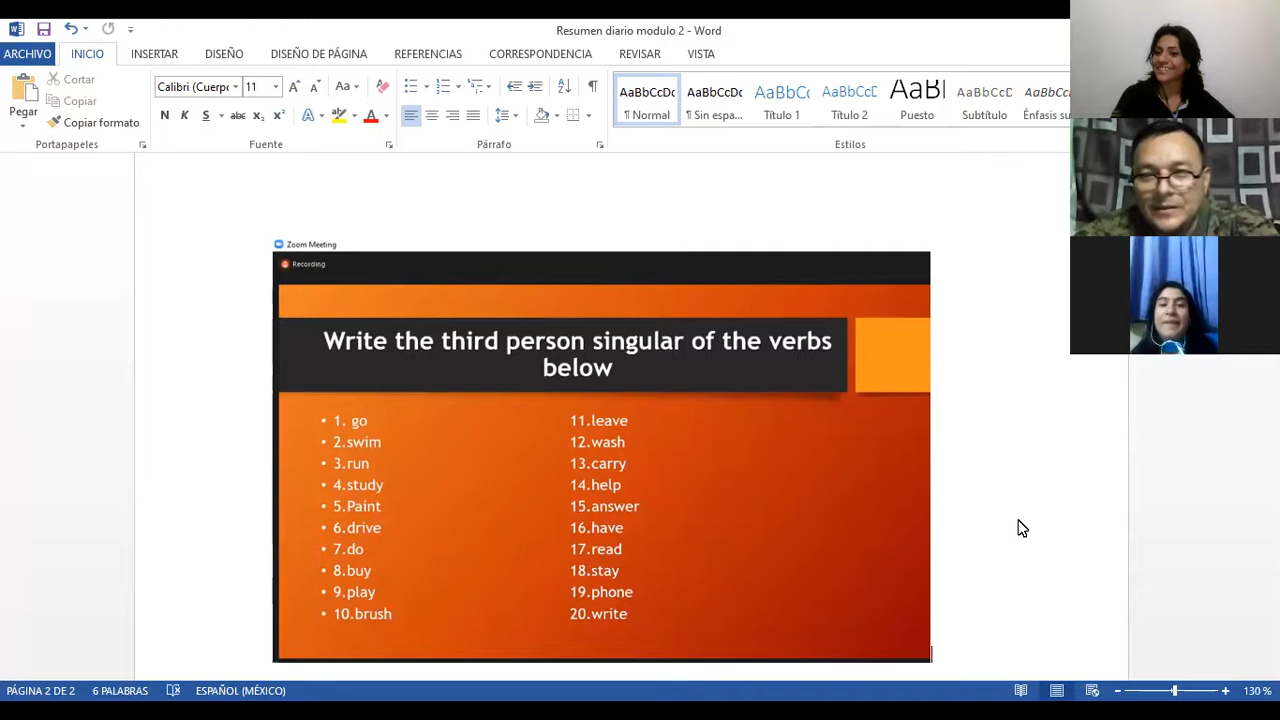 Resumen diario modulo 2 - Word
ARCHIVO INICIO INSERTAR DISEÑO DISEÑO DE PÁGINA REFERENCIAS CORRESPONDENCIA REVISAR VISTA
Pegar
Cortar
Copiar
Copiar formato
Portapapeles
Calibri (Cuerpo 11
Fuente
Párrafo
AaBbCcDc AaBbCcDc AaBbCc AaBbCcD AaBl AaBbCcD AaBbCcDc
¶ Normal ¶ Sin espa... Título 1 Título 2 Puesto Subtítulo Énfasis su
Estilos
Zoom Meeting
Recording
Write the third person singular of the verbs
below
• 1. go
• 2.swim
• 3.run
• 4.study
• 5.Paint
• 6.drive
• 7.do
• 8.buy
• 9.play
• 10.brush
11.leave
12.wash
13.carry
14.help
15.answer
16.have
17.read
18.stay
19.phone
20.write
PÁGINA 2 DE 2 6 PALABRAS ESPAÑOL (MÉXICO) 130 %